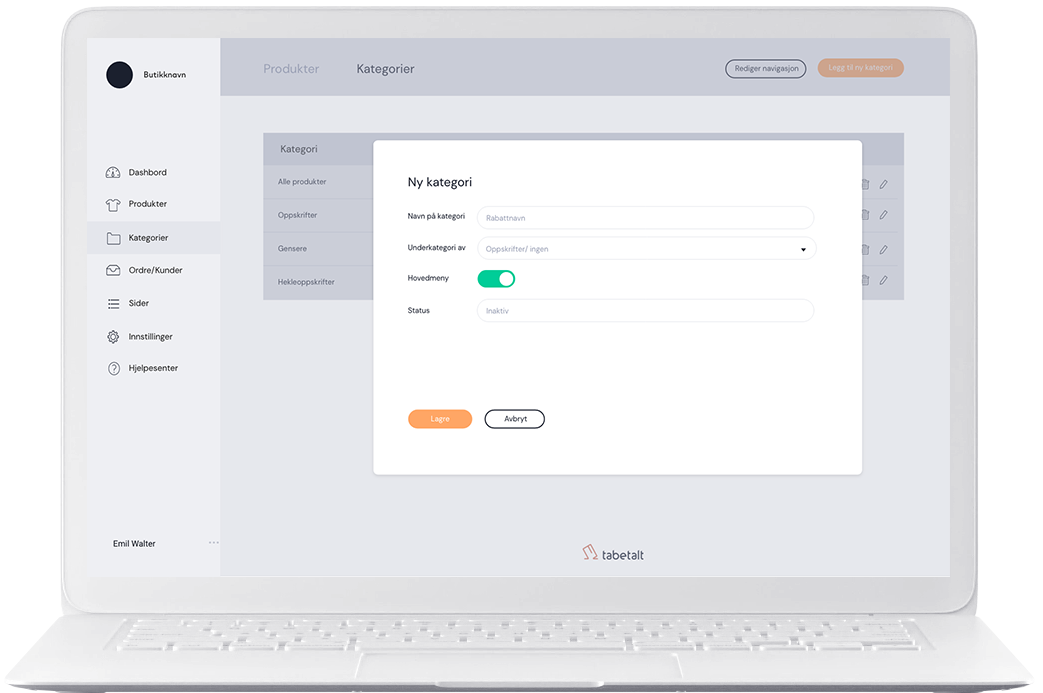 Butikknavn
Produkter
Kategorier
Rediger navigasjon
Legg til ny kategori
Dashbord
Produkter
Kategorier
Ordre/Kunder
Sider
Innstillinger
Hjelpesenter
Emil Walter
Kategori
Alle produkter
Oppskrifter
Gensere
Hekleoppskrifter
Ny kategori
Navn på kategori
Rabattnavn
Underkategori av
Oppskrifter/ ingen
Hovedmeny
Status
Inaktiv
Lagre
Avbryt
tabetalt